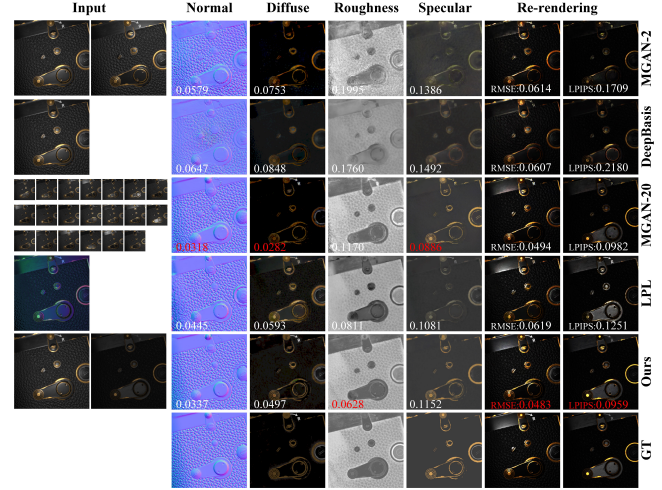 Input Normal Diffuse Roughness Specular Re-rendering
0.0579 0.0753 0.1995 0.1386 RMSE:0.0614 LPIPS:0.1709 MGAN-2
0.0647 0.0848 0.1760 0.1492 RMSE:0.0607 LPIPS:0.2180 DeepBasis
0.0318 0.0282 0.1170 0.0886 RMSE:0.0494 LPIPS:0.0982 MGAN-20
0.0445 0.0593 0.0811 0.1081 RMSE:0.0619 LPIPS:0.1251 LPL
0.0337 0.0497 0.0628 0.1152 RMSE:0.0483 LPIPS:0.0959 Ours
GT